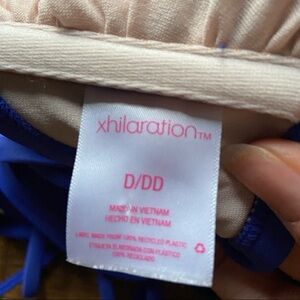 xhilaration™
D/DD
MADE IN VIETNAM
HECHO EN VIETNAM
LABEL MADE FROM 100% RECYCLED PLASTIC
ETIQUETA ELABORADA CON PLÁSTICO
100% RECICLADO